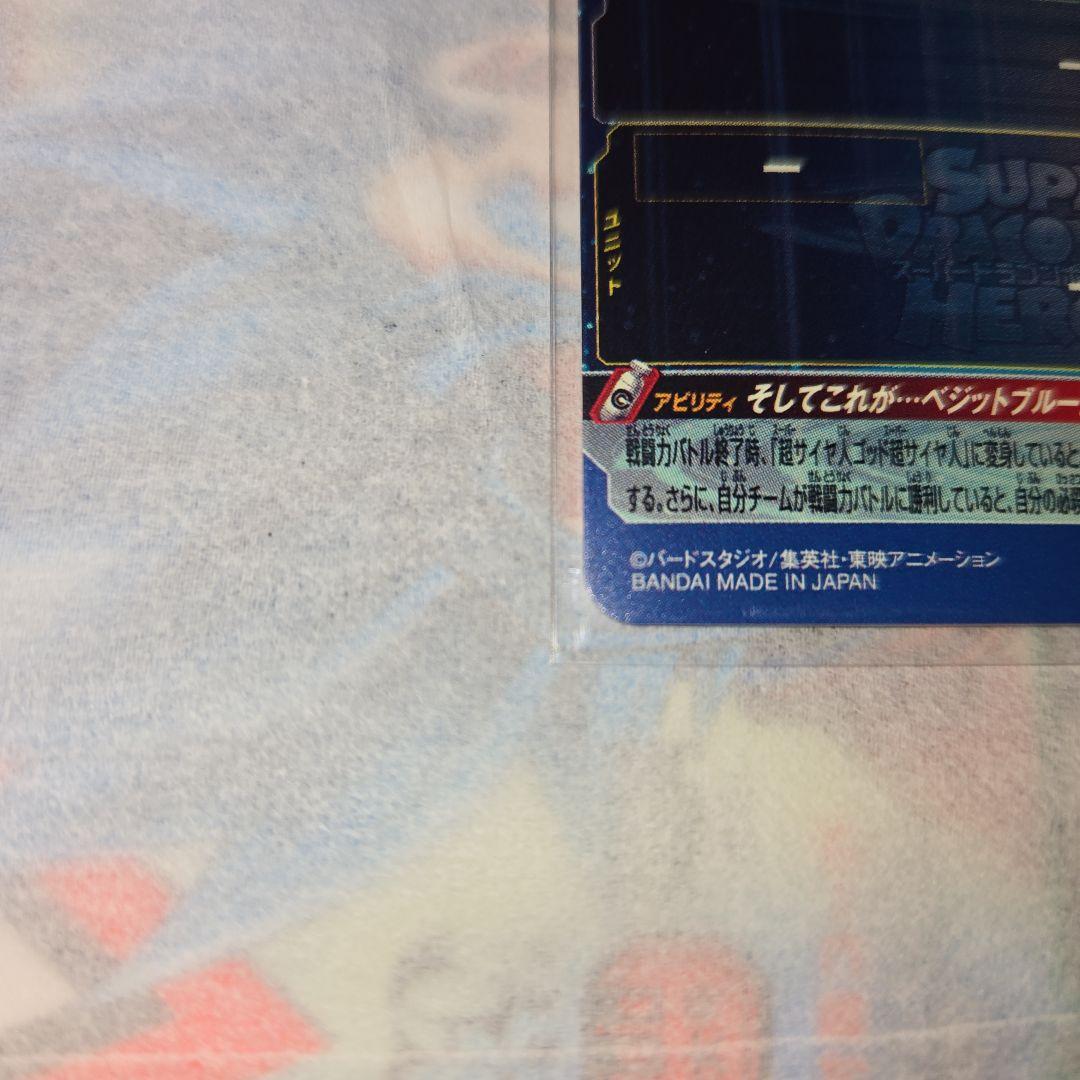 SUP
スーパードラゴン
HER
ユニット
アビリティ そしてこれが…ベジットブルー
戦闘力バトル終了時、「超サイヤ人ゴッド超サイヤ人」に変身していると
する。さらに、自分チームが戦闘力バトルに勝利していると、自分の必
©バードスタジオ/集英社・東映アニメーション
BANDAI MADE IN JAPAN